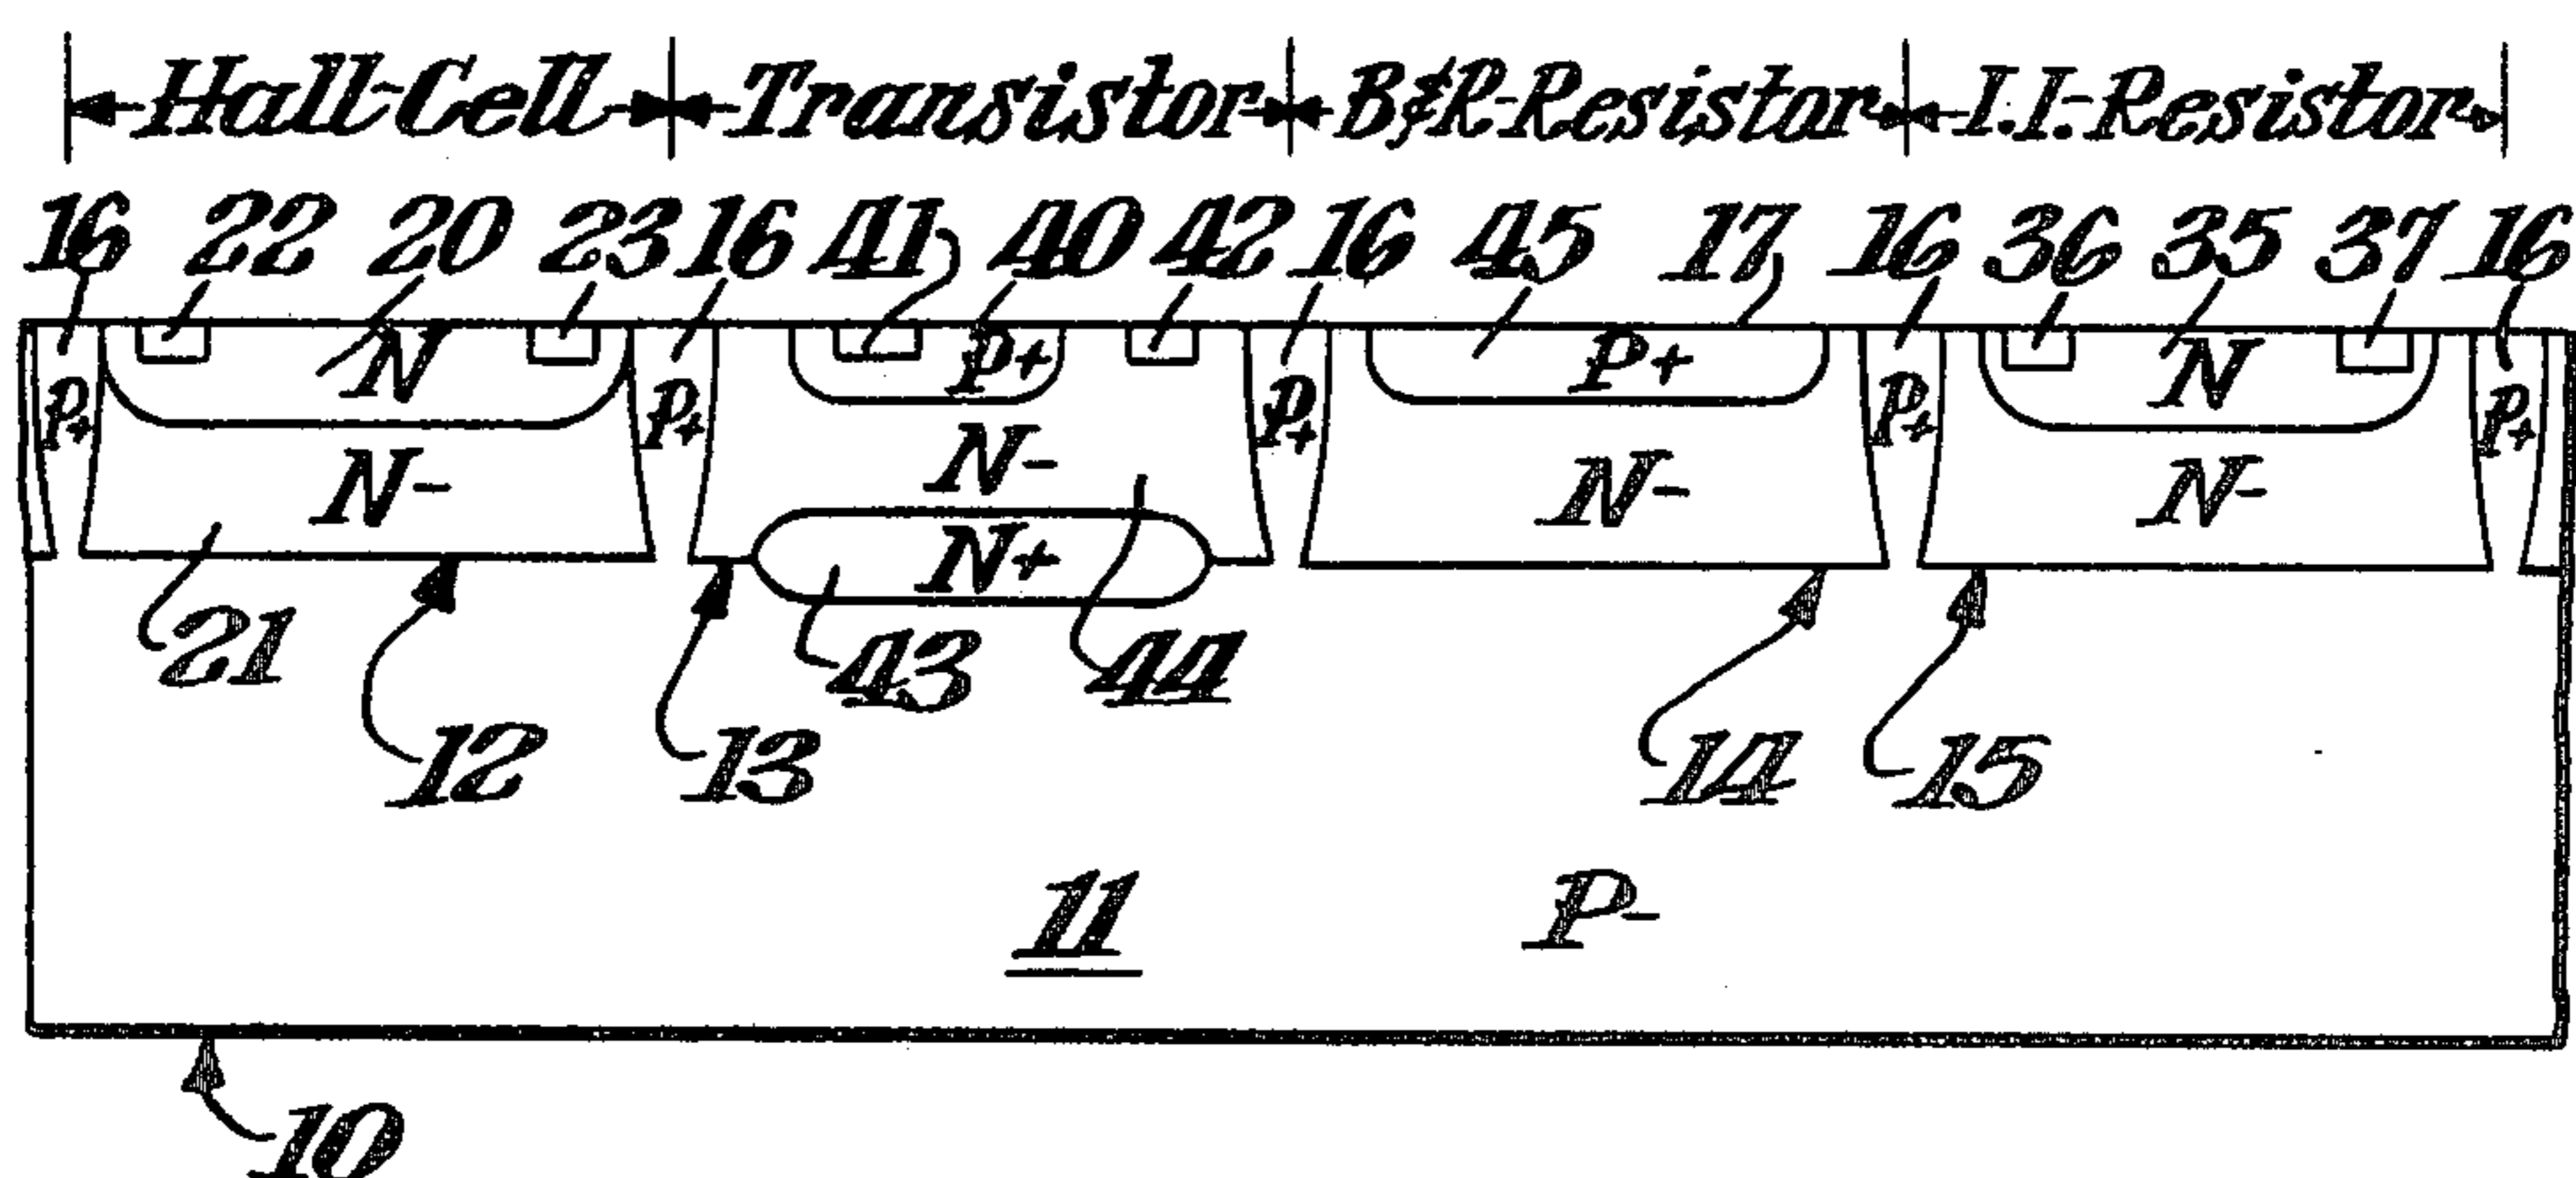 Hall-Cell Transistor B&R-Resistor I.I.-Resistor
16 22 20 23 16 41 40 42 16 45 17 16 36 35 37 16
N P+ P+ N
P+ P+ P+ P+ P+
N- N- N- N-
N+
21 43 44
12 13 14 15
11 P-
10